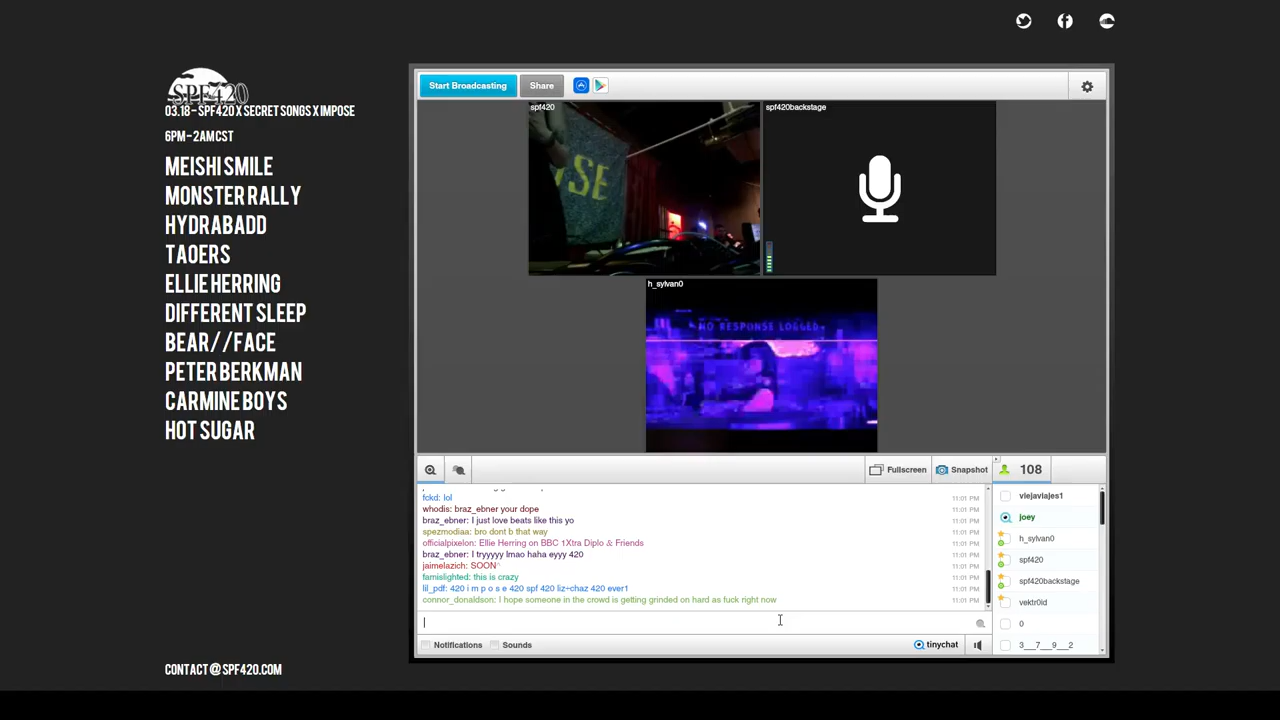 SPF420
03.18 - SPF420 X SECRET SONGS X IMPOSE
6PM-2AM CST
MEISHI SMILE
MONSTER RALLY
HYDRABADD
TAOERS
ELLIE HERRING
DIFFERENT SLEEP
BEAR//FACE
PETER BERKMAN
CARMINE BOYS
HOT SUGAR
CONTACT@SPF420.COM
Start Broadcasting
Share
spf420
SE
spf420backstage
h_sylvan0
NO RESPONSE LOGGED
Fullscreen
Snapshot
108
fckd: lol 11:01 PM
whodis: braz_ebner your dope 11:01 PM
braz_ebner: I just love beats like this yo 11:01 PM
spezmodiaa: bro dont b that way 11:01 PM
officialpixelon: Ellie Herring on BBC 1Xtra Diplo & Friends 11:01 PM
braz_ebner: I tryyyyy lmao haha eyyy 420 11:01 PM
jaimelazich: SOON^ 11:01 PM
famislighted: this is crazy 11:01 PM
lil_pdf: 420 i m p o s e 420 spf 420 liz+chaz 420 ever1 11:01 PM
connor_donaldson: I hope someone in the crowd is getting grinded on hard as fuck right now 11:01 PM
viejaviajes1
joey
h_sylvan0
spf420
spf420backstage
vektr0id
0
3__7__9__2
Notifications
Sounds
tinychat